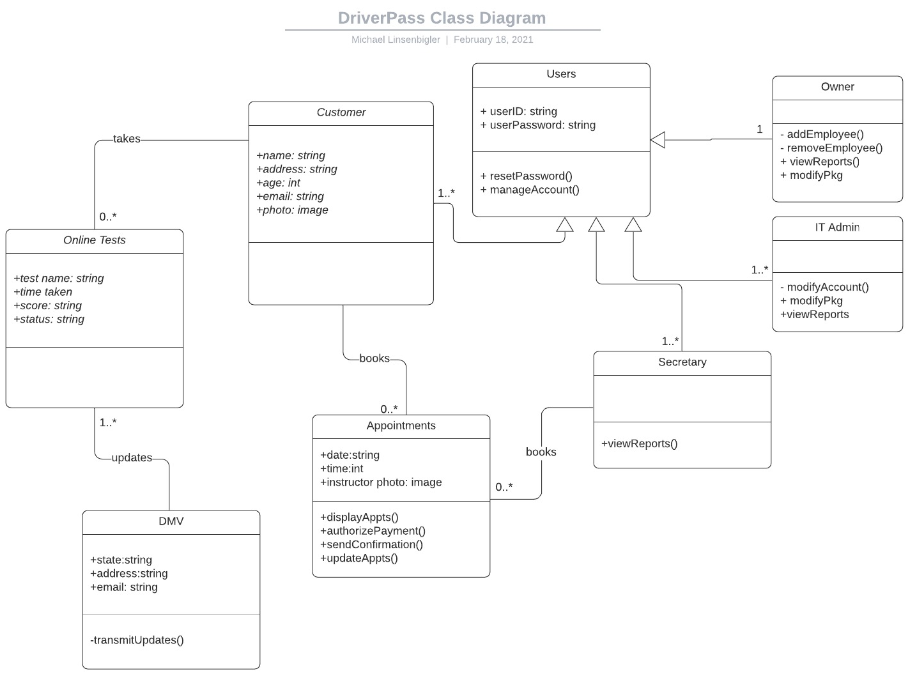 DriverPass Class Diagram
Michael Linsenbigler | February 18, 2021
Users
+ userID: string
+ userPassword: string
+ resetPassword()
+ manageAccount()
Owner
- addEmployee()
- removeEmployee()
+ viewReports()
+ modifyPkg
1
Customer
+name: string
+address: string
+age: int
+email: string
+photo: image
1..*
takes
0..*
Online Tests
+test name: string
+time taken
+score: string
+status: string
IT Admin
- modifyAccount()
+ modifyPkg
+viewReports
1..*
1..*
Secretary
+viewReports()
books
0..*
Appointments
+date:string
+time:int
+instructor photo: image
+displayAppts()
+authorizePayment()
+sendConfirmation()
+updateAppts()
books
0..*
1..*
updates
DMV
+state:string
+address:string
+email: string
-transmitUpdates()